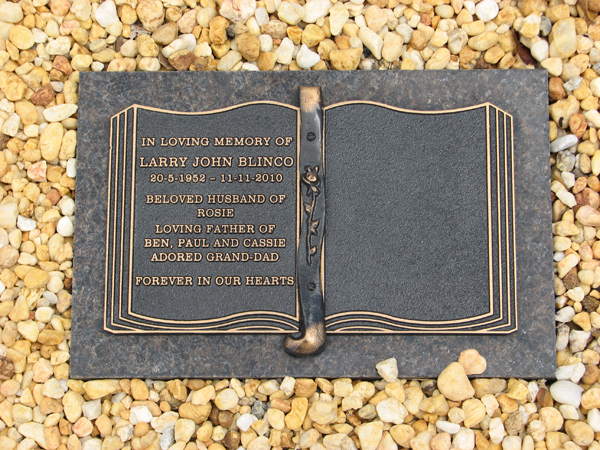 IN LOVING MEMORY OF
LARRY JOHN BLINCO
20-5-1952 - 11-11-2010
BELOVED HUSBAND OF
ROSIE
LOVING FATHER OF
BEN, PAUL AND CASSIE
ADORED GRAND-DAD
FOREVER IN OUR HEARTS